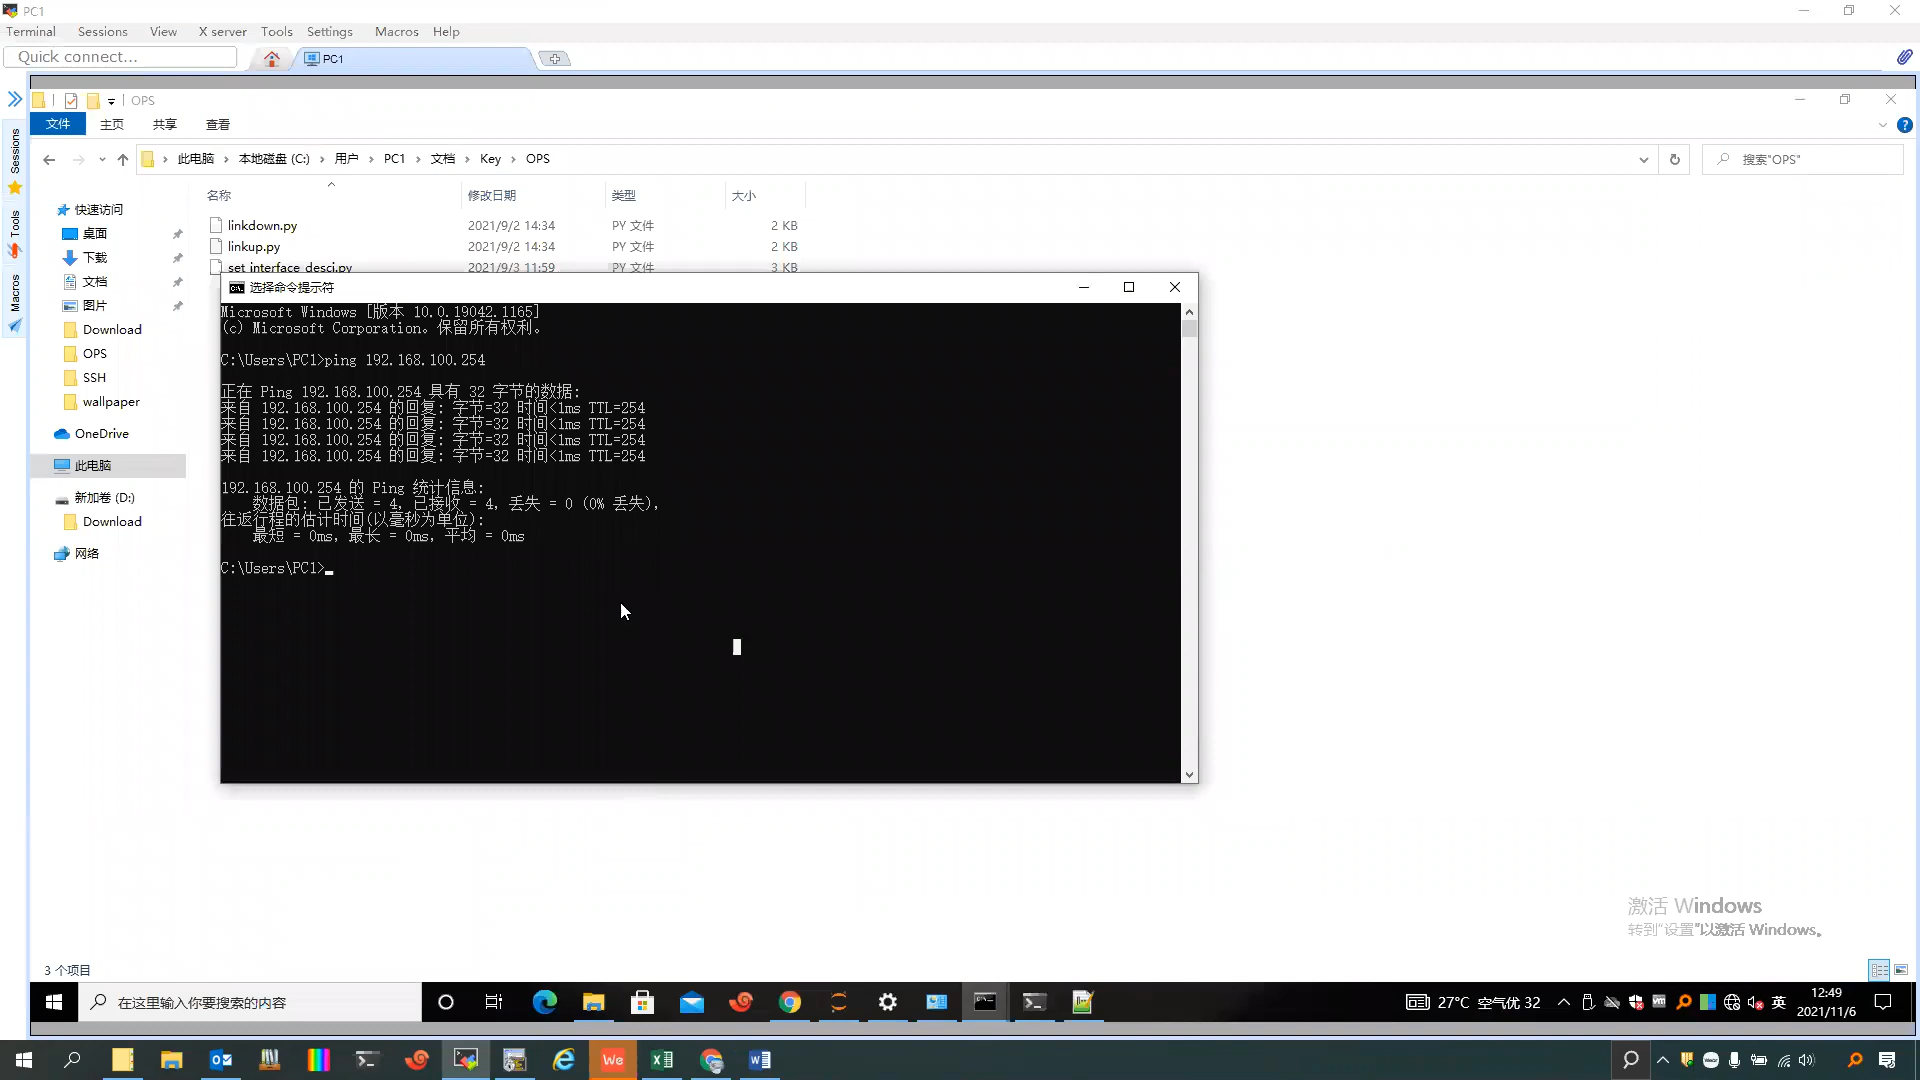 PC1
Terminal Sessions View X server Tools Settings Macros Help
Quick connect...
PC1
OPS
文件 主页 共享 查看
此电脑 › 本地磁盘 (C:) › 用户 › PC1 › 文档 › Key › OPS
搜索"OPS"
Sessions
Tools
Macros
名称 修改日期 类型 大小
linkdown.py 2021/9/2 14:34 PY 文件 2 KB
linkup.py 2021/9/2 14:34 PY 文件 2 KB
set interface desci.py 2021/9/3 11:59 PY 文件 3 KB
快速访问
桌面
下载
文档
图片
Download
OPS
SSH
wallpaper
OneDrive
此电脑
新加卷 (D:)
Download
网络
选择命令提示符
Microsoft Windows [版本 10.0.19042.1165]
(c) Microsoft Corporation。保留所有权利。
C:\Users\PC1>ping 192.168.100.254
正在 Ping 192.168.100.254 具有 32 字节的数据:
来自 192.168.100.254 的回复: 字节=32 时间<1ms TTL=254
来自 192.168.100.254 的回复: 字节=32 时间<1ms TTL=254
来自 192.168.100.254 的回复: 字节=32 时间<1ms TTL=254
来自 192.168.100.254 的回复: 字节=32 时间<1ms TTL=254
192.168.100.254 的 Ping 统计信息:
数据包: 已发送 = 4，已接收 = 4，丢失 = 0 (0% 丢失)，
往返行程的估计时间(以毫秒为单位):
最短 = 0ms，最长 = 0ms，平均 = 0ms
C:\Users\PC1>
激活 Windows
转到"设置"以激活 Windows。
3 个项目
在这里输入你要搜索的内容
27°C 空气优 32
英
12:49
2021/11/6
We